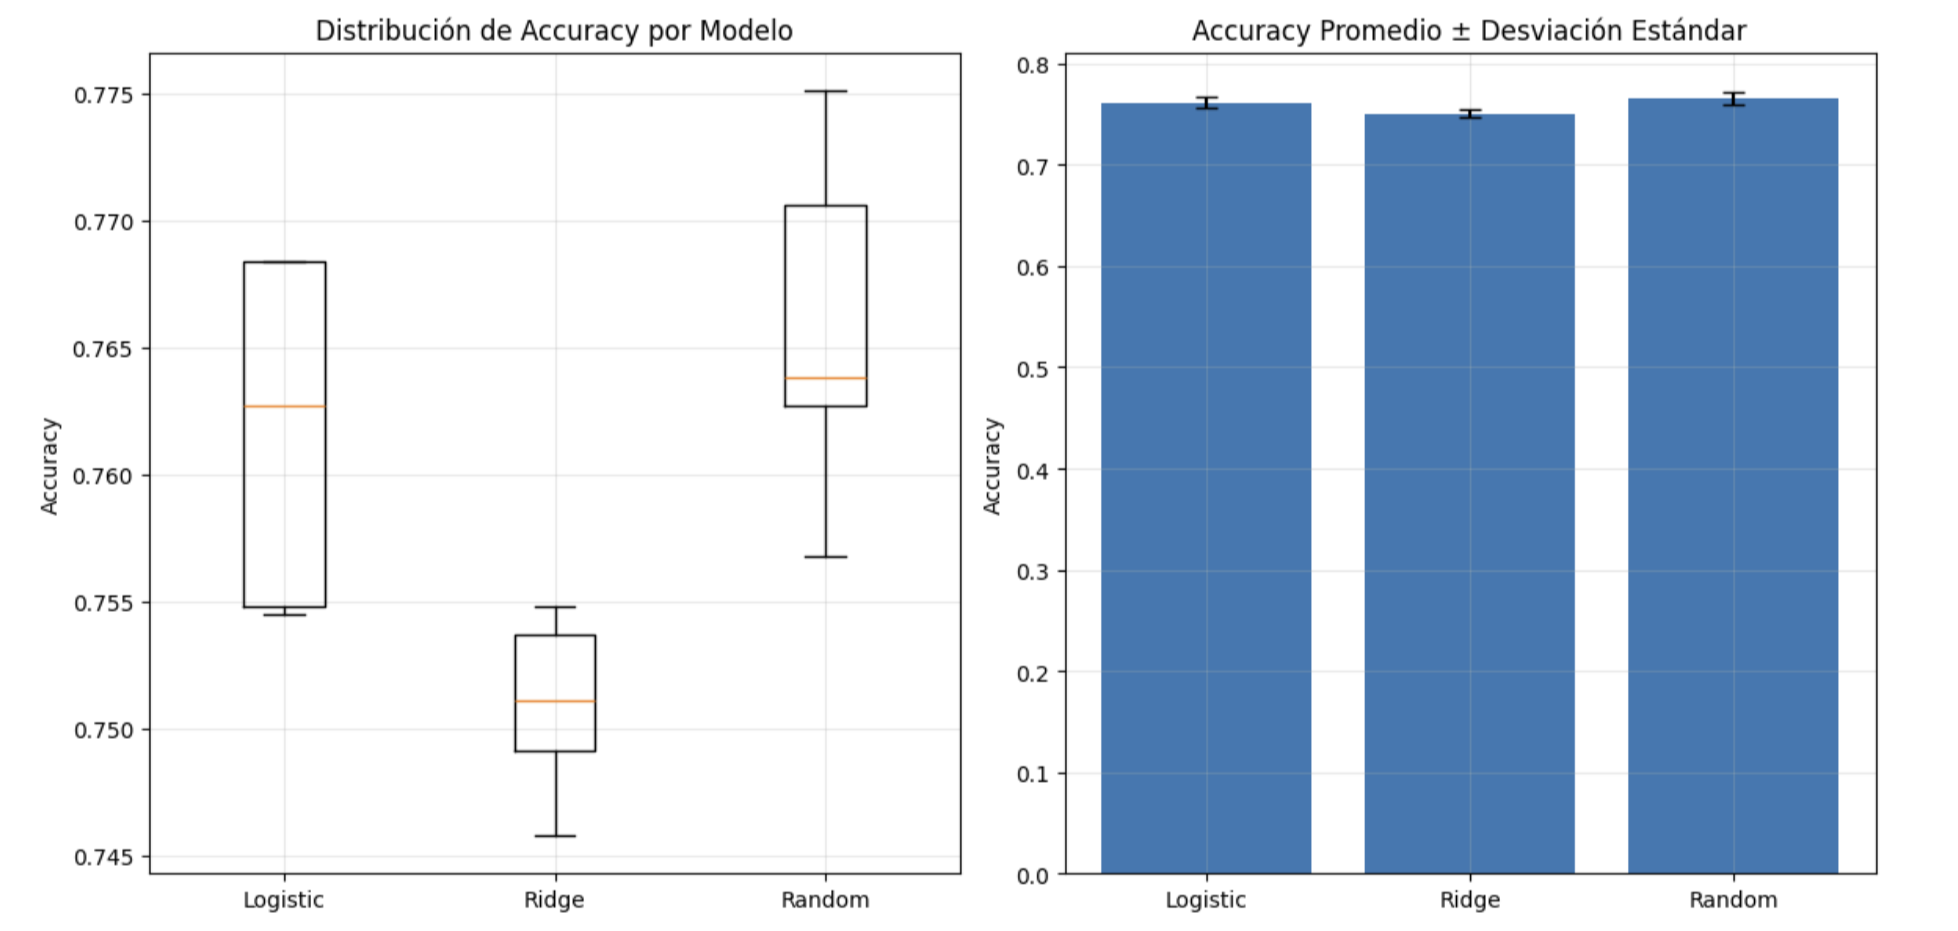 Distribución de Accuracy por Modelo
Accuracy
0.775
0.770
0.765
0.760
0.755
0.750
0.745
Logistic
Ridge
Random
Accuracy Promedio ± Desviación Estándar
Accuracy
0.8
0.7
0.6
0.5
0.4
0.3
0.2
0.1
0.0
Logistic
Ridge
Random